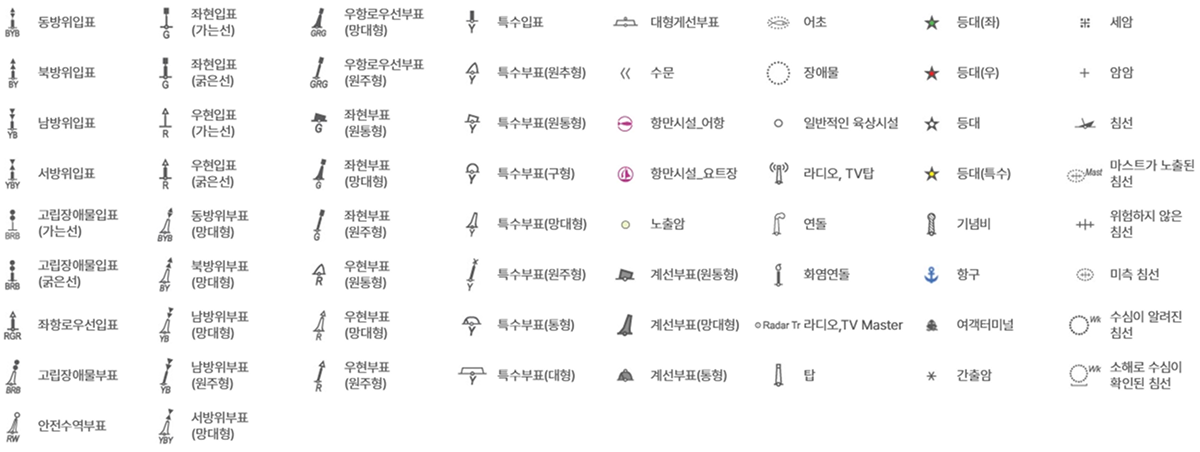 BYB 동방위입표
BY 북방위입표
YB 남방위입표
YBY 서방위입표
BRB 고립장애물입표
(가는선)
BRB 고립장애물입표
(굵은선)
RGR 좌항로우선입표
BRB 고립장애물부표
RW 안전수역부표
G 좌현입표
(가는선)
G 좌현입표
(굵은선)
R 우현입표
(가는선)
R 우현입표
(굵은선)
BYB 동방위부표
(망대형)
BY 북방위부표
(망대형)
YB 남방위부표
(망대형)
YB 남방위부표
(원주형)
YBY 서방위부표
(망대형)
GRG 우항로우선부표
(망대형)
GRG 우항로우선부표
(원주형)
G 좌현부표
(원통형)
G 좌현부표
(망대형)
G 좌현부표
(원주형)
R 우현부표
(원통형)
R 우현부표
(망대형)
R 우현부표
(원주형)
Y 특수입표
Y 특수부표(원추형)
Y 특수부표(원통형)
Y 특수부표(구형)
Y 특수부표(망대형)
Y 특수부표(원주형)
Y 특수부표(통형)
Y 특수부표(대형)
대형계선부표
수문
항만시설_어항
항만시설_요트장
노출암
계선부표(원통형)
계선부표(망대형)
계선부표(통형)
어초
장애물
일반적인 육상시설
라디오, TV탑
연돌
화염연돌
Radar Tr 라디오,TV Master
탑
등대(좌)
등대(우)
등대
등대(특수)
기념비
항구
여객터미널
간출암
세암
암암
침선
Mast 마스트가 노출된
침선
위험하지 않은
침선
미측 침선
Wk 수심이 알려진
침선
Wk 소해로 수심이
확인된 침선